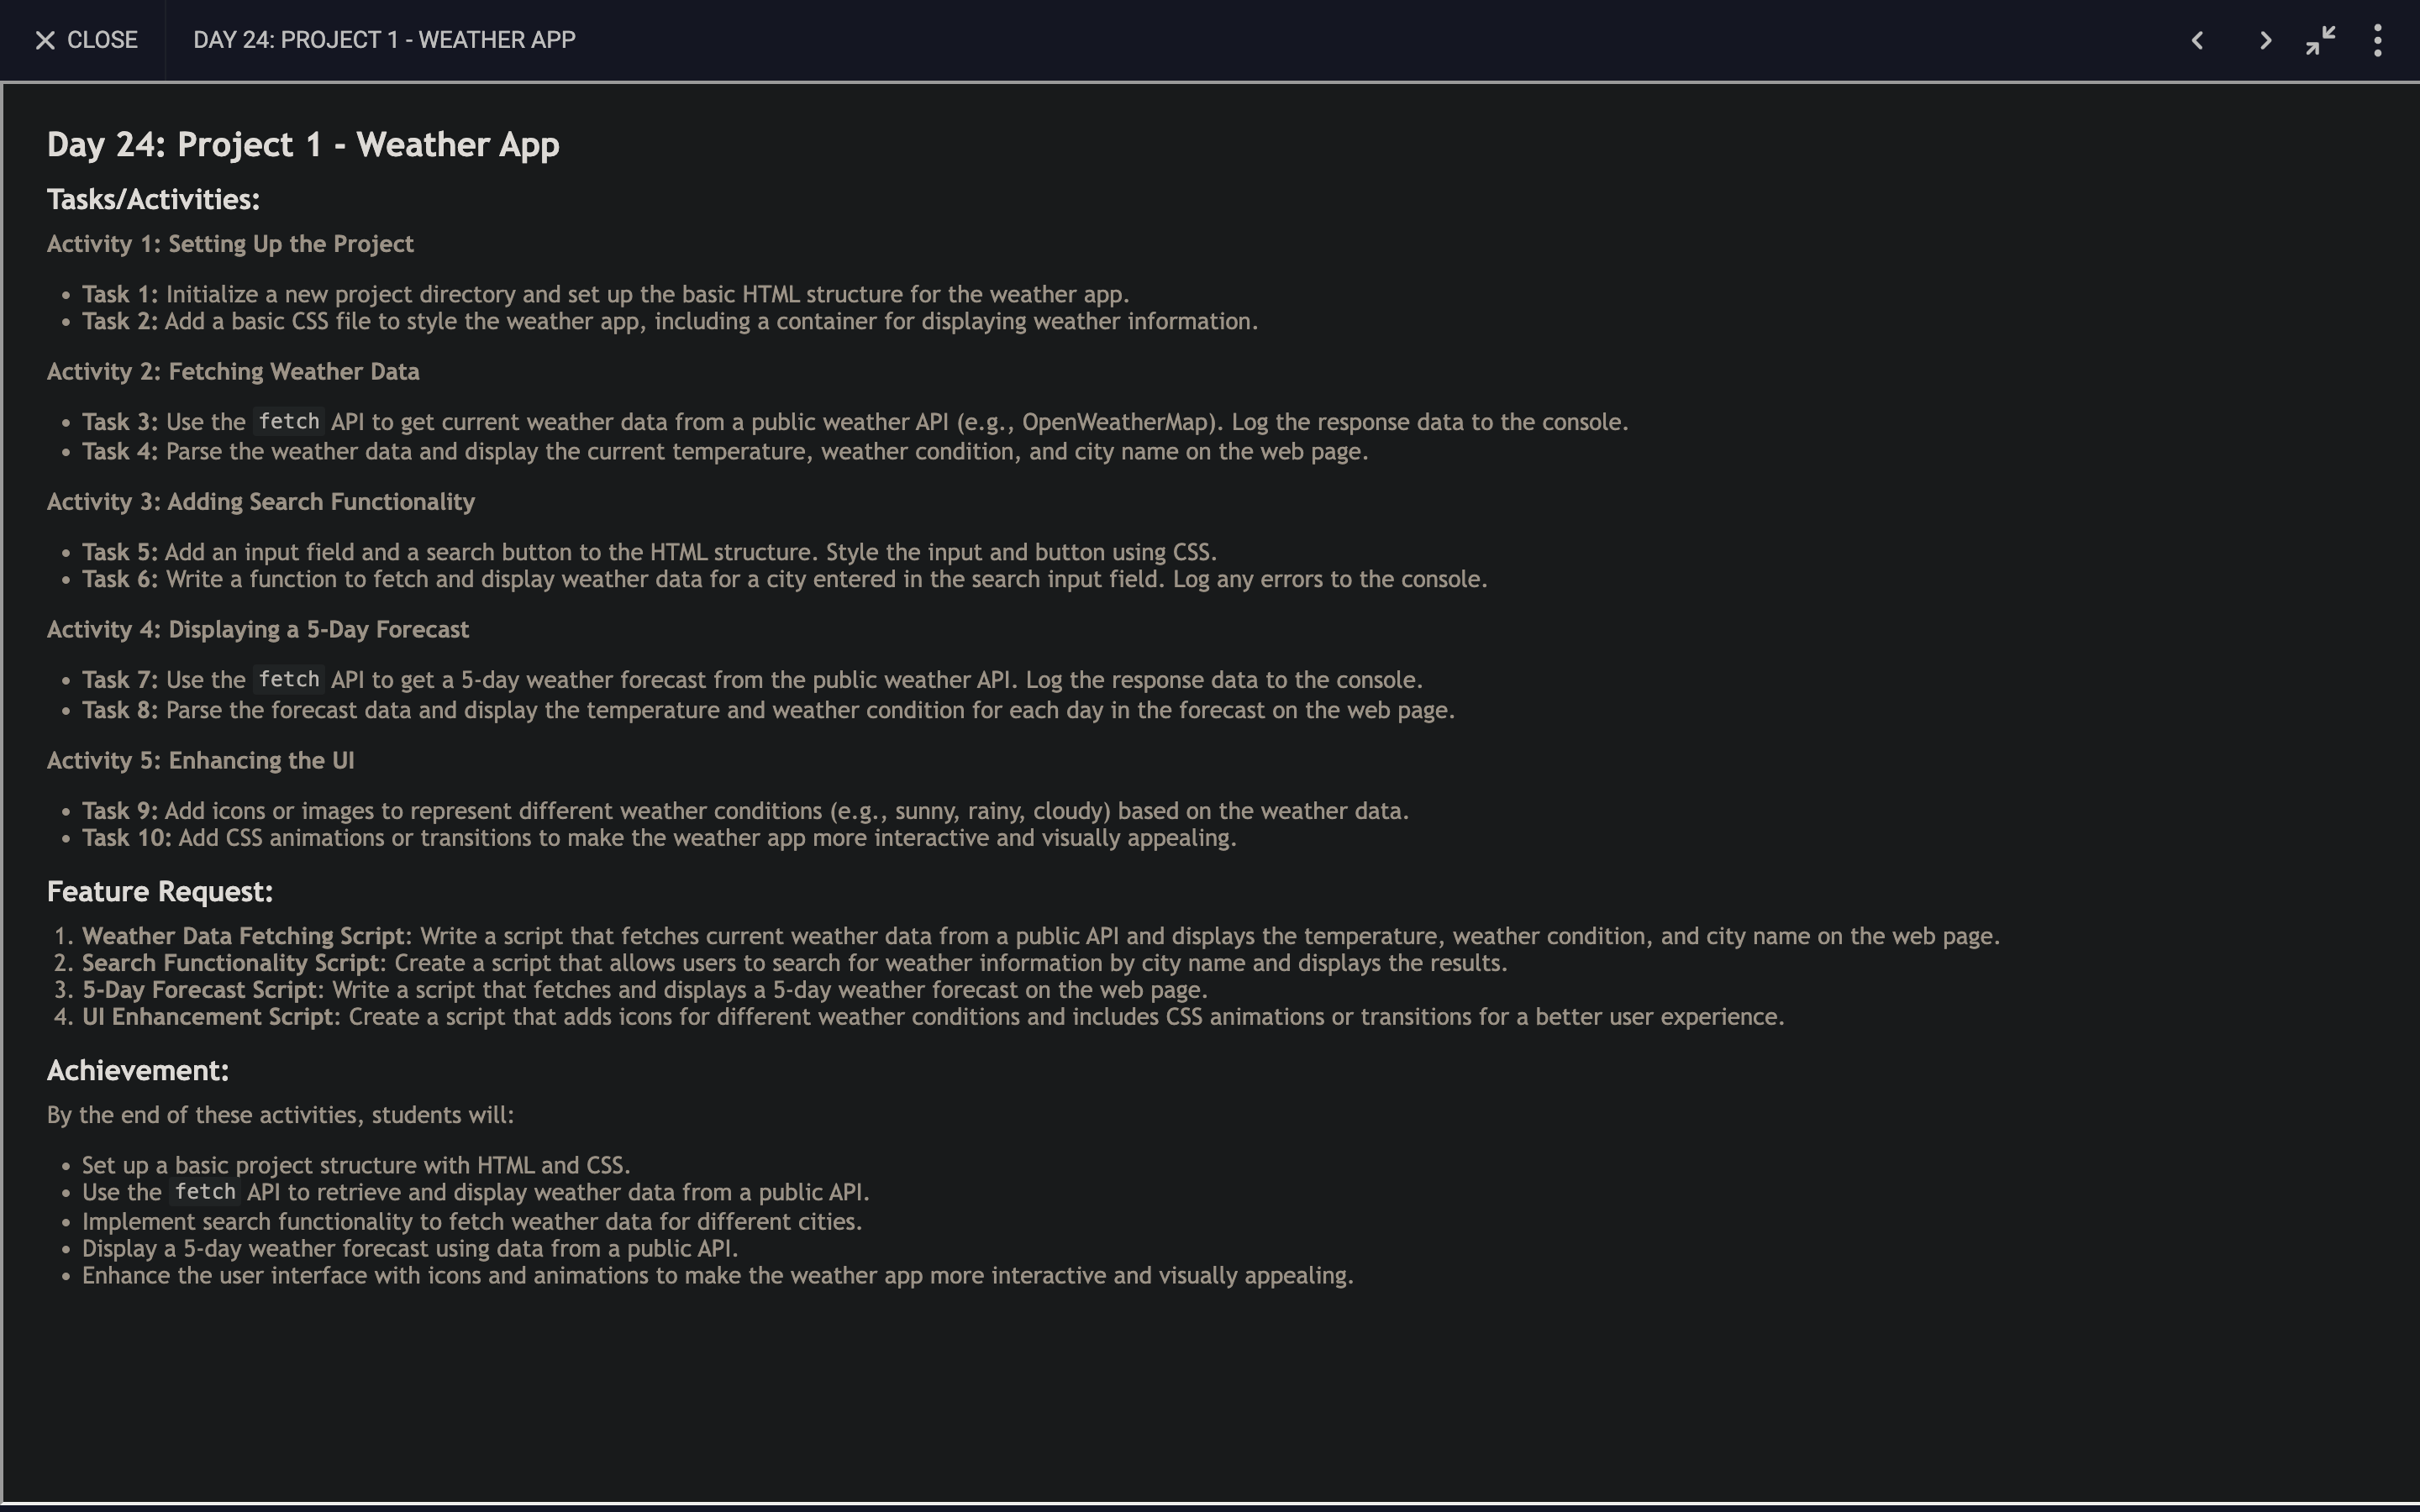 CLOSE
DAY 24: PROJECT 1 - WEATHER APP
Day 24: Project 1 - Weather App
Tasks/Activities:
Activity 1: Setting Up the Project
• Task 1: Initialize a new project directory and set up the basic HTML structure for the weather app.
• Task 2: Add a basic CSS file to style the weather app, including a container for displaying weather information.
Activity 2: Fetching Weather Data
• Task 3: Use the fetch API to get current weather data from a public weather API (e.g., OpenWeatherMap). Log the response data to the console.
• Task 4: Parse the weather data and display the current temperature, weather condition, and city name on the web page.
Activity 3: Adding Search Functionality
• Task 5: Add an input field and a search button to the HTML structure. Style the input and button using CSS.
• Task 6: Write a function to fetch and display weather data for a city entered in the search input field. Log any errors to the console.
Activity 4: Displaying a 5-Day Forecast
• Task 7: Use the fetch API to get a 5-day weather forecast from the public weather API. Log the response data to the console.
• Task 8: Parse the forecast data and display the temperature and weather condition for each day in the forecast on the web page.
Activity 5: Enhancing the UI
• Task 9: Add icons or images to represent different weather conditions (e.g., sunny, rainy, cloudy) based on the weather data.
• Task 10: Add CSS animations or transitions to make the weather app more interactive and visually appealing.
Feature Request:
1. Weather Data Fetching Script: Write a script that fetches current weather data from a public API and displays the temperature, weather condition, and city name on the web page.
2. Search Functionality Script: Create a script that allows users to search for weather information by city name and displays the results.
3. 5-Day Forecast Script: Write a script that fetches and displays a 5-day weather forecast on the web page.
4. UI Enhancement Script: Create a script that adds icons for different weather conditions and includes CSS animations or transitions for a better user experience.
Achievement:
By the end of these activities, students will:
• Set up a basic project structure with HTML and CSS.
• Use the fetch API to retrieve and display weather data from a public API.
• Implement search functionality to fetch weather data for different cities.
• Display a 5-day weather forecast using data from a public API.
• Enhance the user interface with icons and animations to make the weather app more interactive and visually appealing.